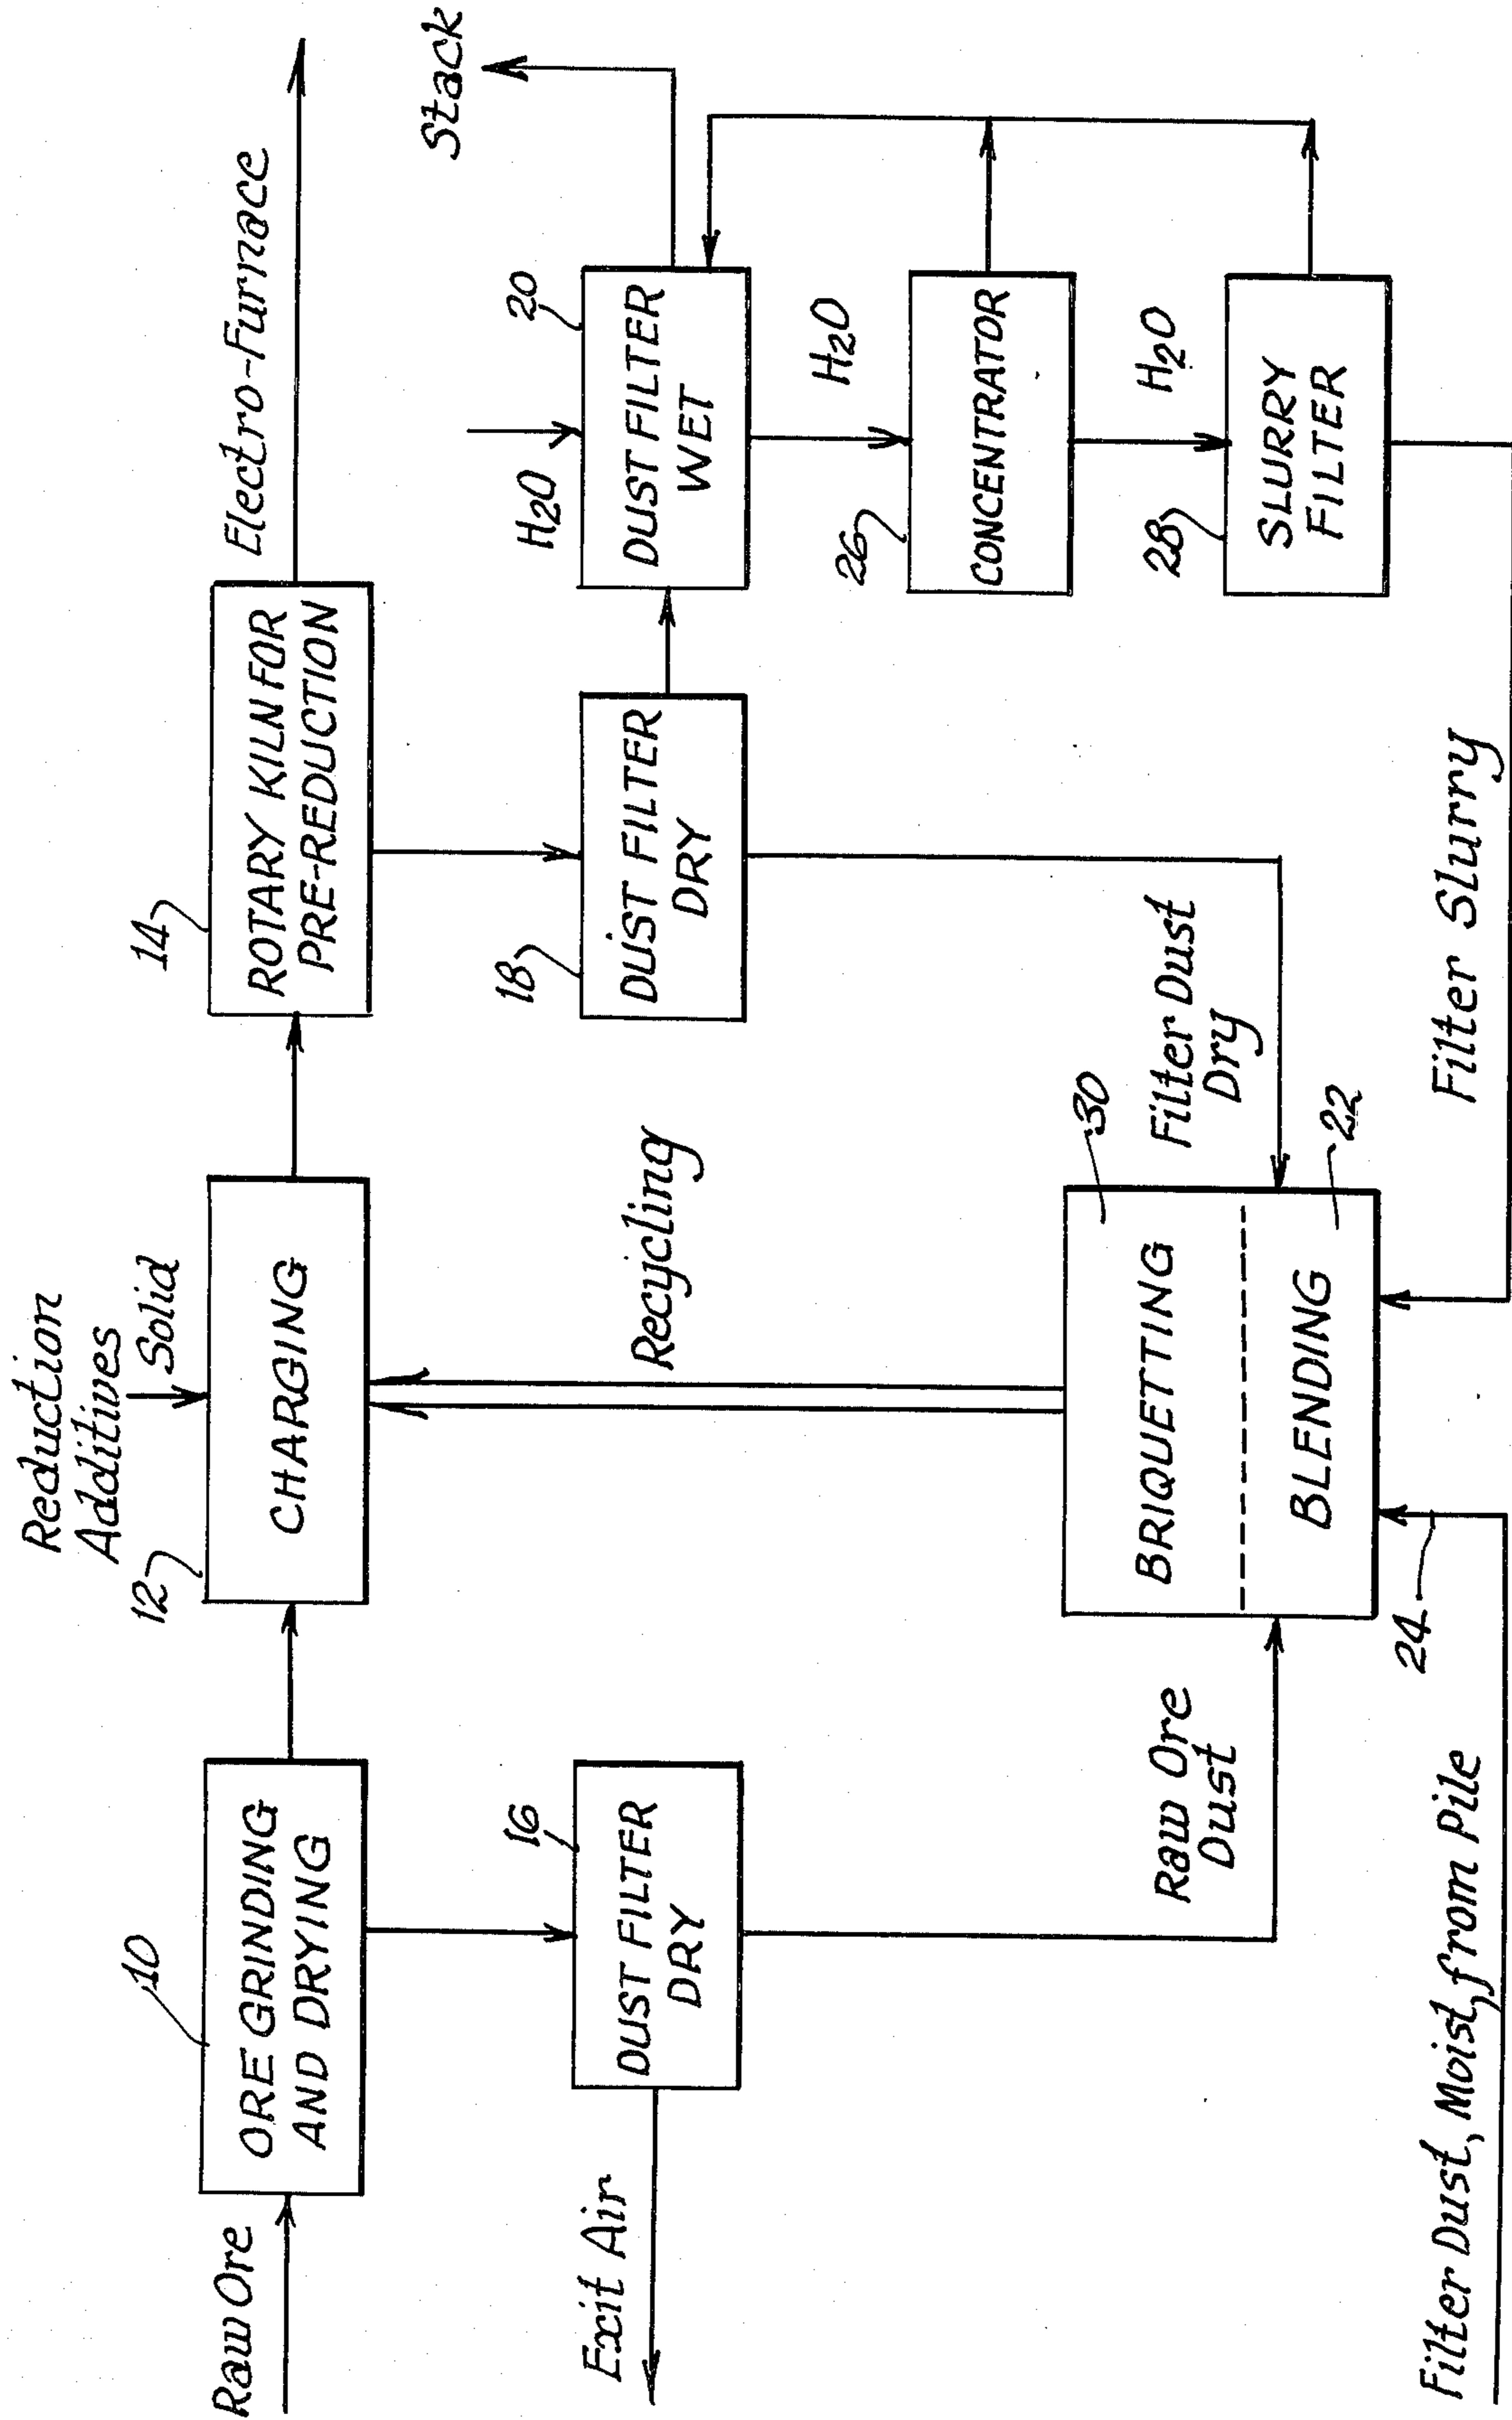 Raw Ore
10
ORE GRINDING
AND DRYING
Reduction
Additives
Solid
12
CHARGING
14
ROTARY KILN FOR
PRE-REDUCTION
Electro-Furnace
Exit Air
16
DUST FILTER
DRY
Recycling
18
DUST FILTER
DRY
H2O
20
DUST FILTER
WET
Stack
H2O
26
CONCENTRATOR
H2O
28
SLURRY
FILTER
Raw Ore
Dust
30
BRIQUETTING
BLENDING
22
Filter Dust
Dry
24
Filter Dust, Moist, from Pile
Filter Slurry